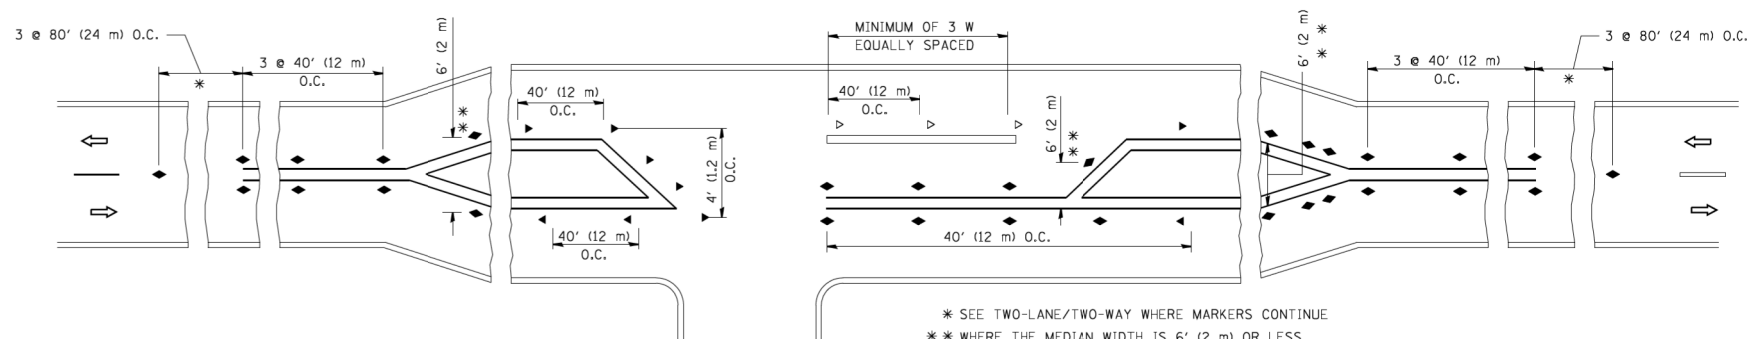 3 @ 80' (24 m) O.C.
*
3 @ 40' (12 m)
O.C.
6' (2 m)
* *
40' (12 m)
O.C.
4' (1.2 m)
O.C.
40' (12 m)
O.C.
MINIMUM OF 3 W
EQUALLY SPACED
40' (12 m)
O.C.
6' (2 m)
* *
40' (12 m) O.C.
6' (2 m)
* *
3 @ 40' (12 m)
O.C.
*
3 @ 80' (24 m) O.C.
* SEE TWO-LANE/TWO-WAY WHERE MARKERS CONTINUE
* * WHERE THE MEDIAN WIDTH IS 6' (2 m) OR LESS